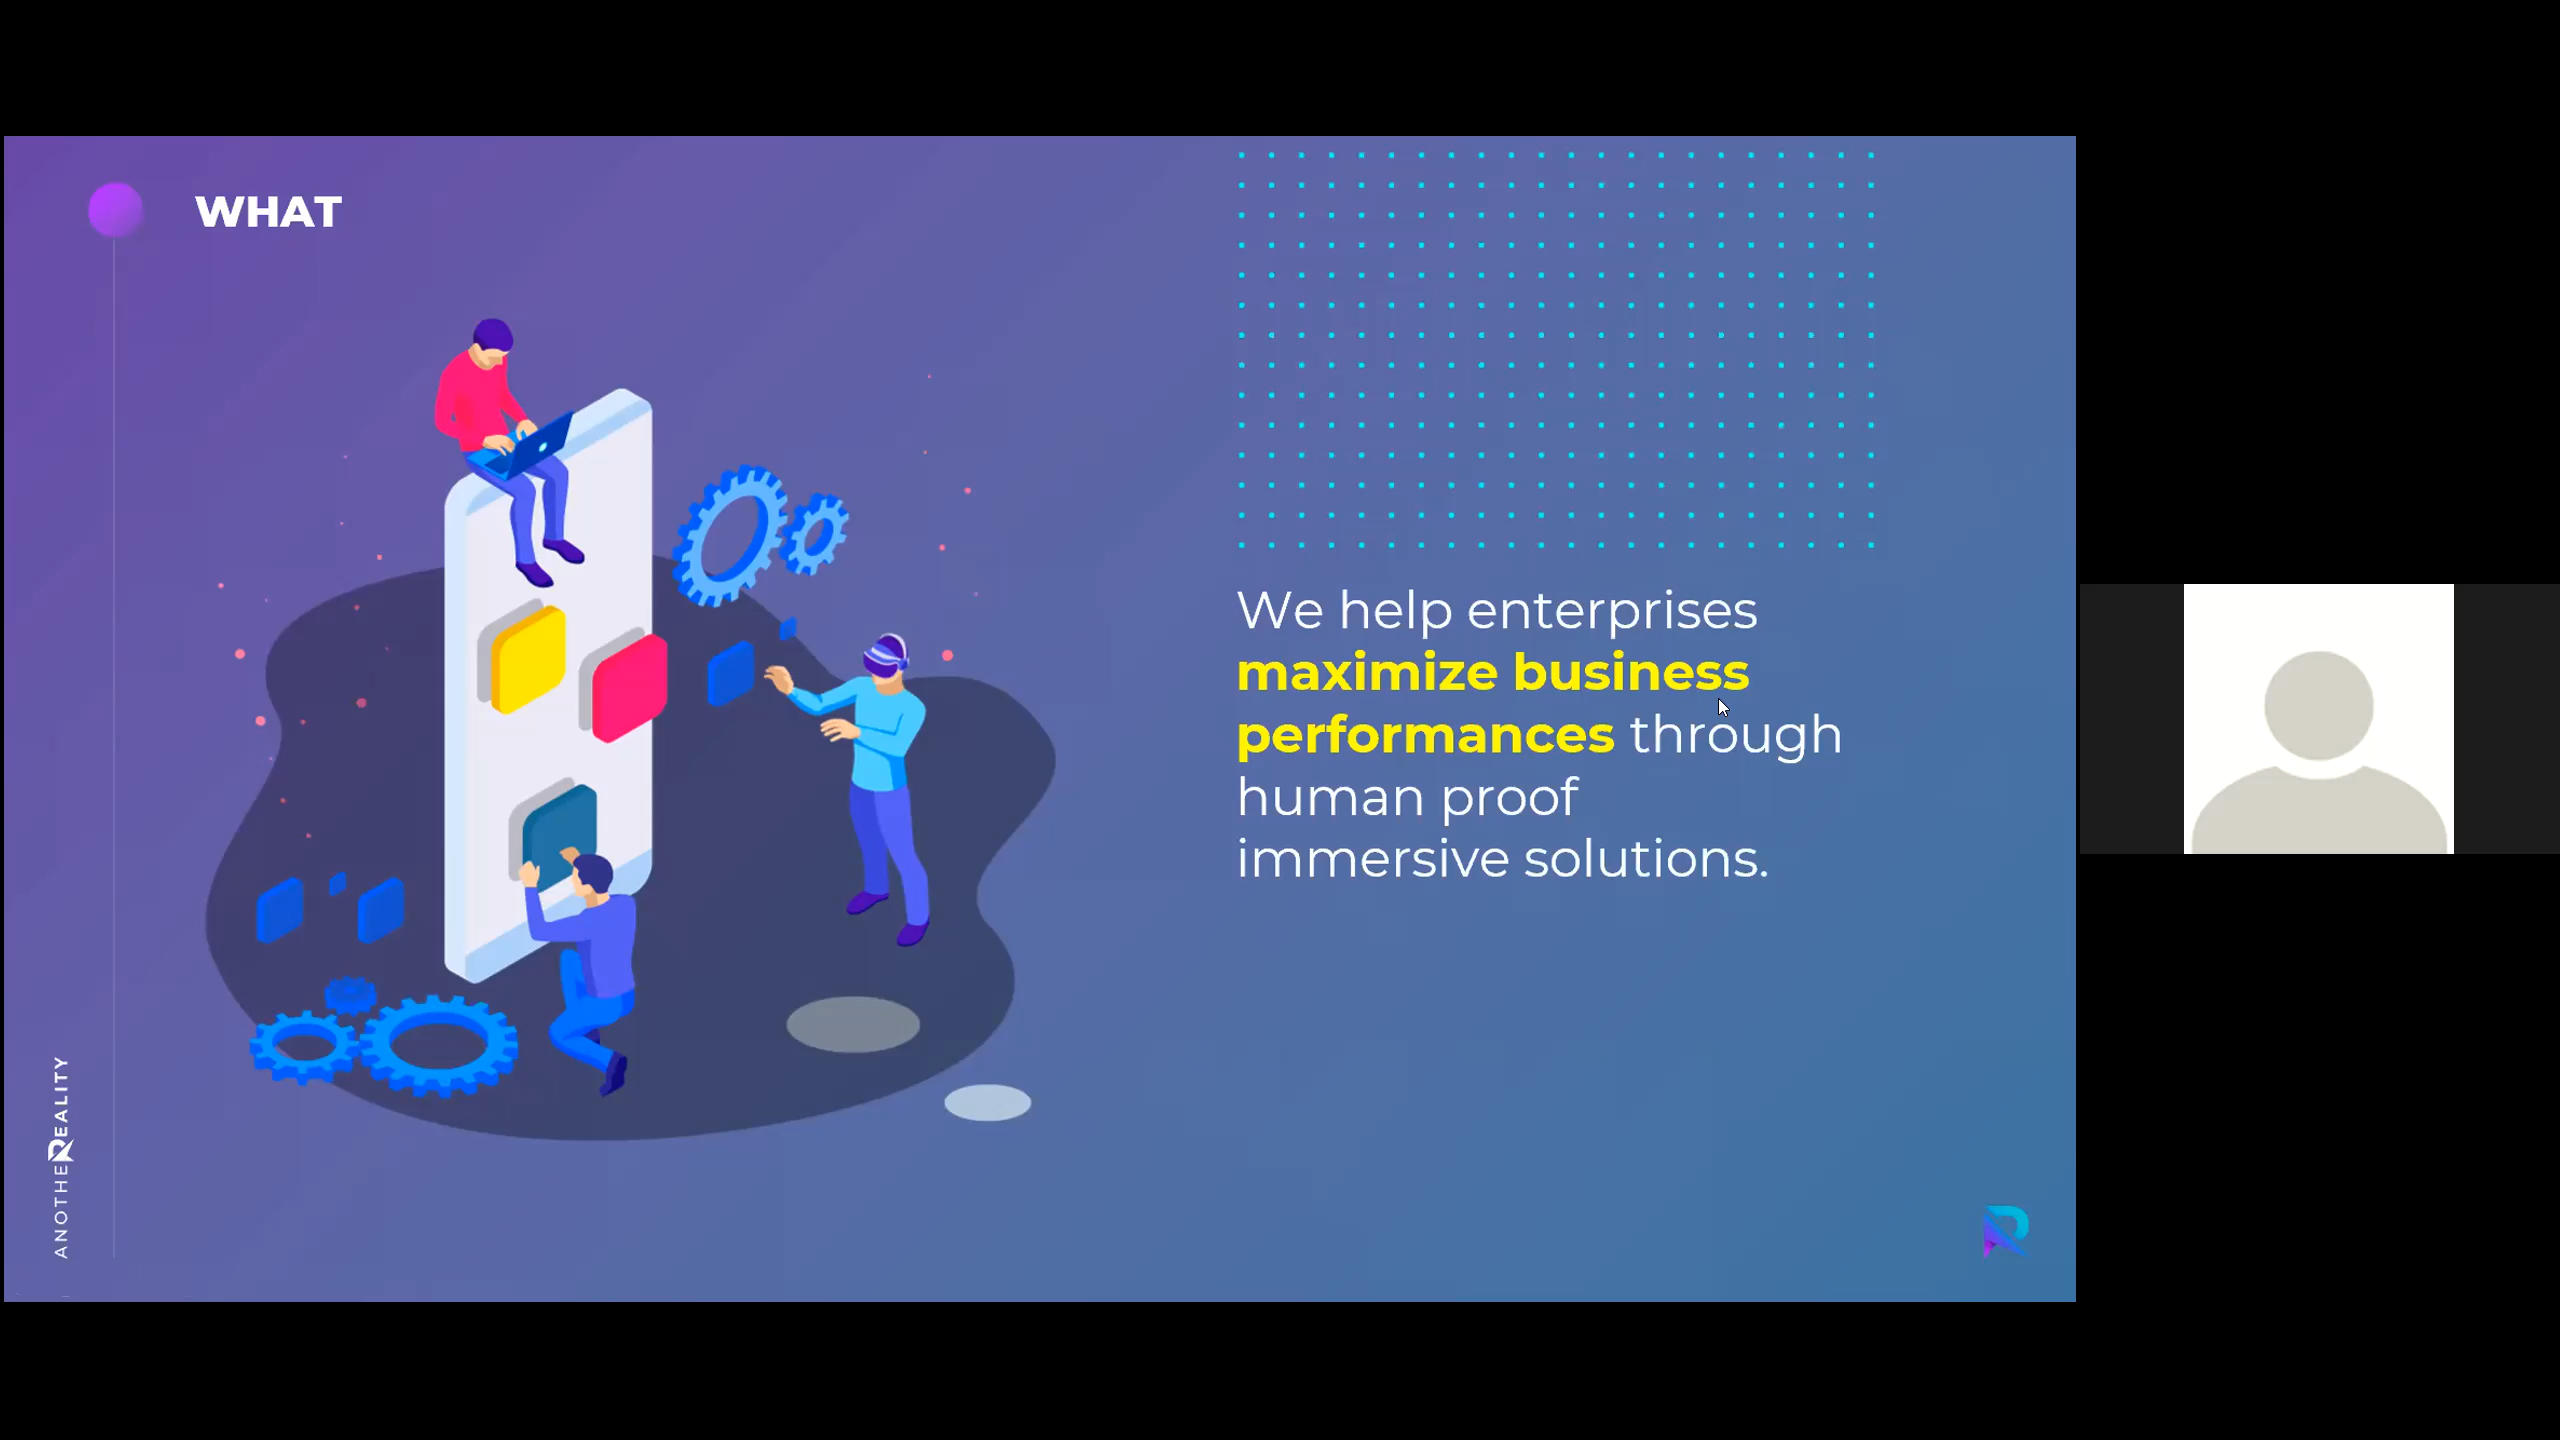 WHAT
We help enterprises
maximize business
performances through
human proof
immersive solutions.
ANOTHEREALITY